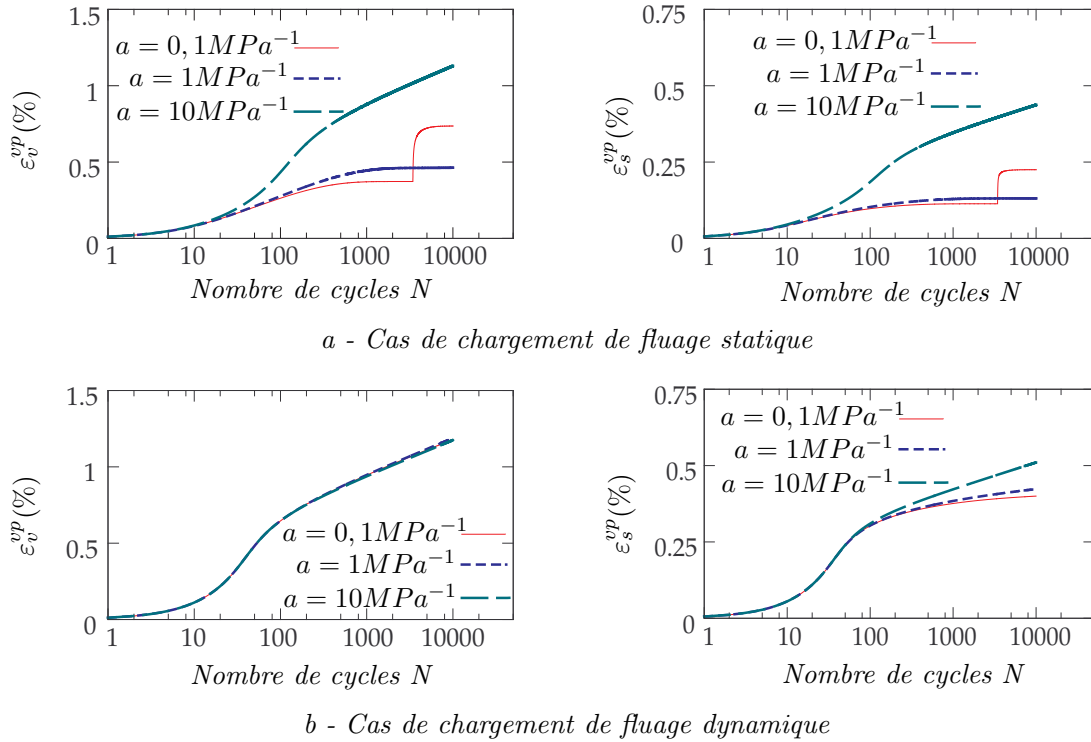 1.5
1
0.5
0
ε_v^{vp}(%)
a = 0, 1MPa^{-1}
a = 1MPa^{-1}
a = 10MPa^{-1}
1 10 100 1000 10000
Nombre de cycles N
0.75
0.5
0.25
0
ε_s^{vp}(%)
a = 0, 1MPa^{-1}
a = 1MPa^{-1}
a = 10MPa^{-1}
1 10 100 1000 10000
Nombre de cycles N
a - Cas de chargement de fluage statique
1.5
1
0.5
0
ε_v^{vp}(%)
a = 0, 1MPa^{-1}
a = 1MPa^{-1}
a = 10MPa^{-1}
1 10 100 1000 10000
Nombre de cycles N
0.75
0.5
0.25
0
ε_s^{vp}(%)
a = 0, 1MPa^{-1}
a = 1MPa^{-1}
a = 10MPa^{-1}
1 10 100 1000 10000
Nombre de cycles N
b - Cas de chargement de fluage dynamique